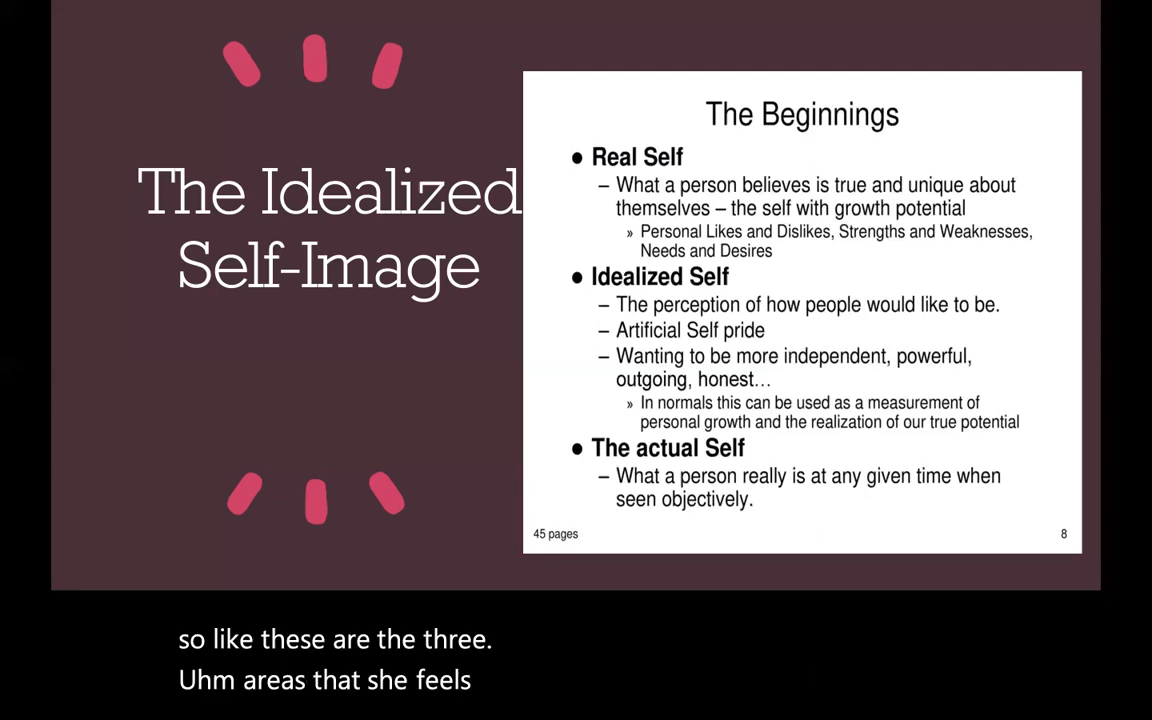 The Idealized
Self-Image
The Beginnings
● Real Self
– What a person believes is true and unique about
themselves – the self with growth potential
» Personal Likes and Dislikes, Strengths and Weaknesses,
Needs and Desires
● Idealized Self
– The perception of how people would like to be.
– Artificial Self pride
– Wanting to be more independent, powerful,
outgoing, honest…
» In normals this can be used as a measurement of
personal growth and the realization of our true potential
● The actual Self
– What a person really is at any given time when
seen objectively.
45 pages
8
so like these are the three.
Uhm areas that she feels